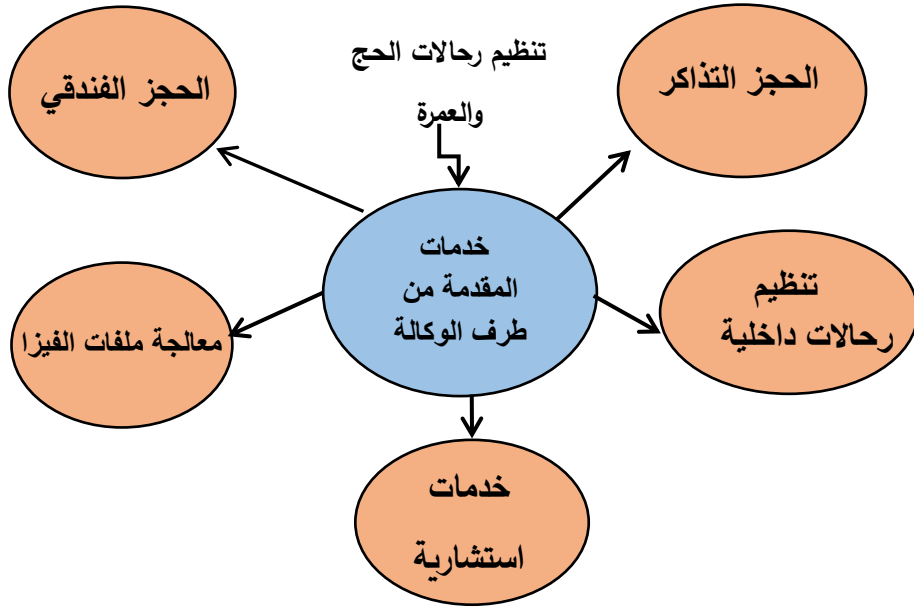 تنظيم رحالات الحج
والعمرة
الحجز التذاكر
الحجز الفندقي
خدمات
المقدمة من
طرف الوكالة
تنظيم
رحالات داخلية
معالجة ملفات الفيزا
خدمات
استشارية